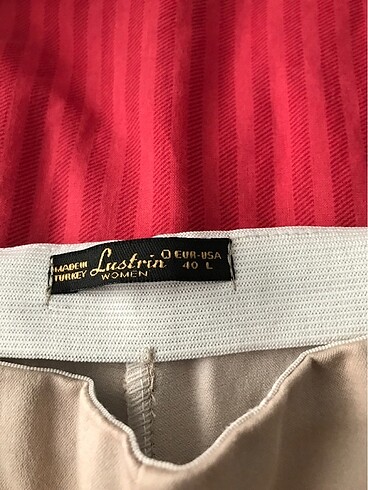 MADE IN
TURKEY
Lustrin
WOMEN
EUR-USA
40 L